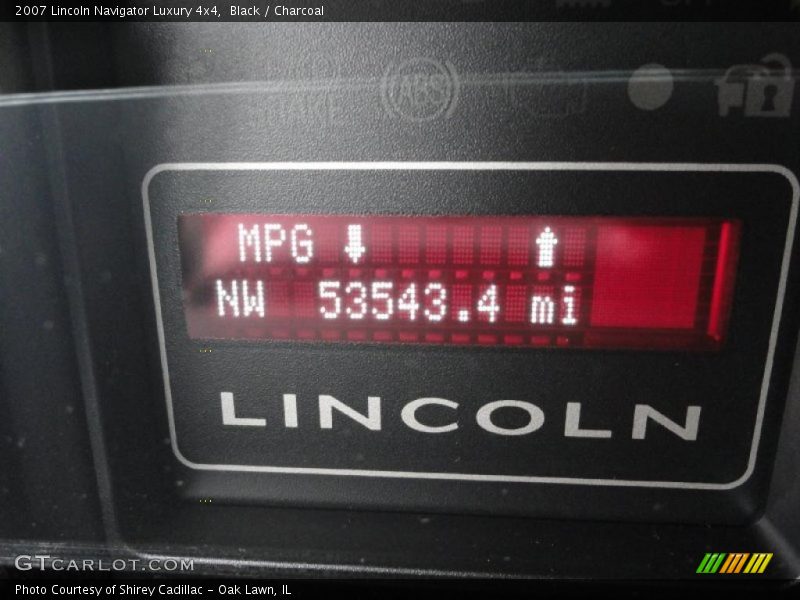 2007 Lincoln Navigator Luxury 4x4, Black / Charcoal
ABS
MPG
NW 53543.4 mi
LINCOLN
GTCARLOT.COM
Photo Courtesy of Shirey Cadillac - Oak Lawn, IL